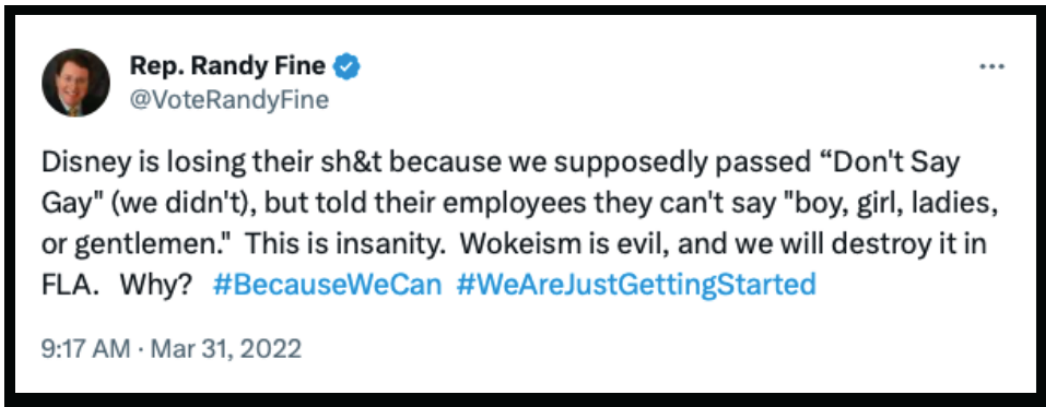 Rep. Randy Fine
@VoteRandyFine
Disney is losing their sh&t because we supposedly passed “Don't Say
Gay" (we didn't), but told their employees they can't say "boy, girl, ladies,
or gentlemen."  This is insanity.  Wokeism is evil, and we will destroy it in
FLA.   Why?   #BecauseWeCan  #WeAreJustGettingStarted
9:17 AM · Mar 31, 2022